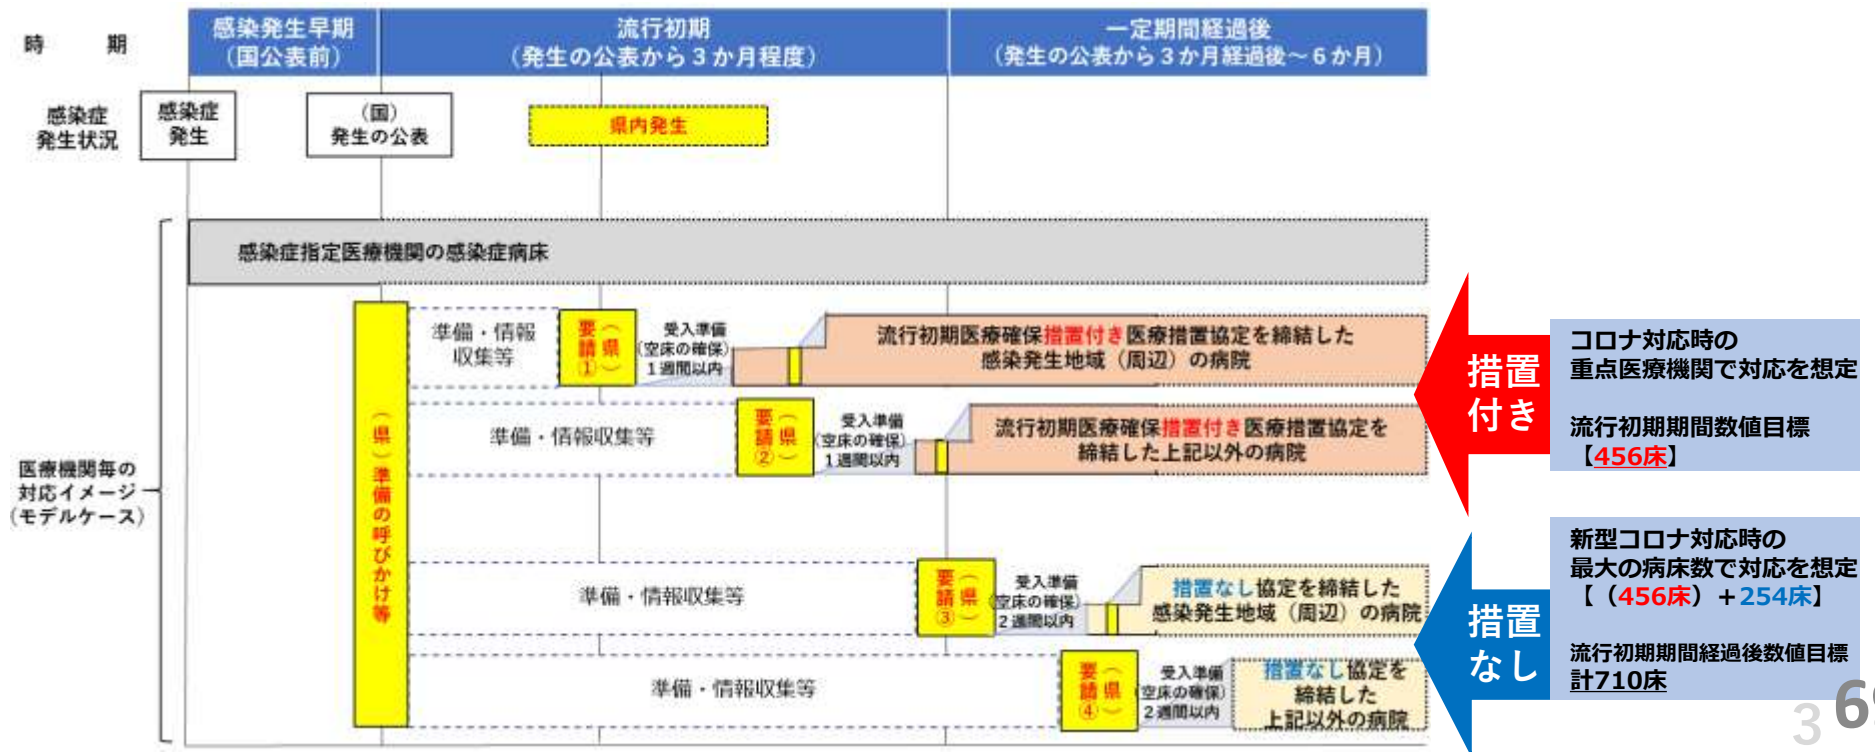 時　期
感染発生早期
（国公表前）
流行初期
（発生の公表から３か月程度）
一定期間経過後
（発生の公表から３か月経過後～６か月）
感染症
発生状況
感染症
発生
（国）
発生の公表
県内発生
医療機関毎の
対応イメージ
（モデルケース）
感染症指定医療機関の感染症病床
（県）準備の呼びかけ等
準備・情報
収集等
（県）
要請①
受入準備
（空床の確保）
１週間以内
流行初期医療確保措置付き医療措置協定を締結した
感染発生地域（周辺）の病院
準備・情報収集等
（県）
要請②
受入準備
（空床の確保）
１週間以内
流行初期医療確保措置付き医療措置協定を
締結した上記以外の病院
準備・情報収集等
（県）
要請③
受入準備
（空床の確保）
２週間以内
措置なし協定を締結した
感染発生地域（周辺）の病院
準備・情報収集等
（県）
要請④
受入準備
（空床の確保）
２週間以内
措置なし協定を
締結した
上記以外の病院
措置
付き
コロナ対応時の
重点医療機関で対応を想定
流行初期期間数値目標
【456床】
措置
なし
新型コロナ対応時の
最大の病床数で対応を想定
【（456床）＋254床】
流行初期期間経過後数値目標
計710床
3